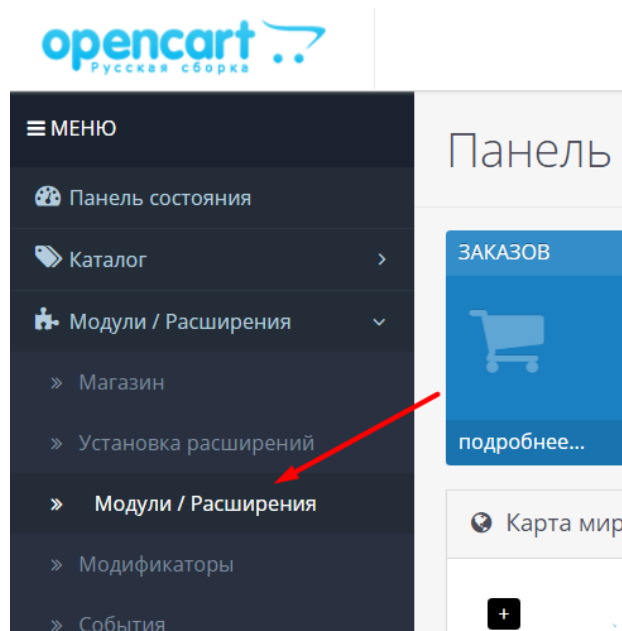 opencart
Русская сборка
МЕНЮ
Панель
Панель состояния
ЗАКАЗОВ
Каталог
Модули / Расширения
» Магазин
» Установка расширений
подробнее...
» Модули / Расширения
Карта мир
» Модификаторы
+
» События